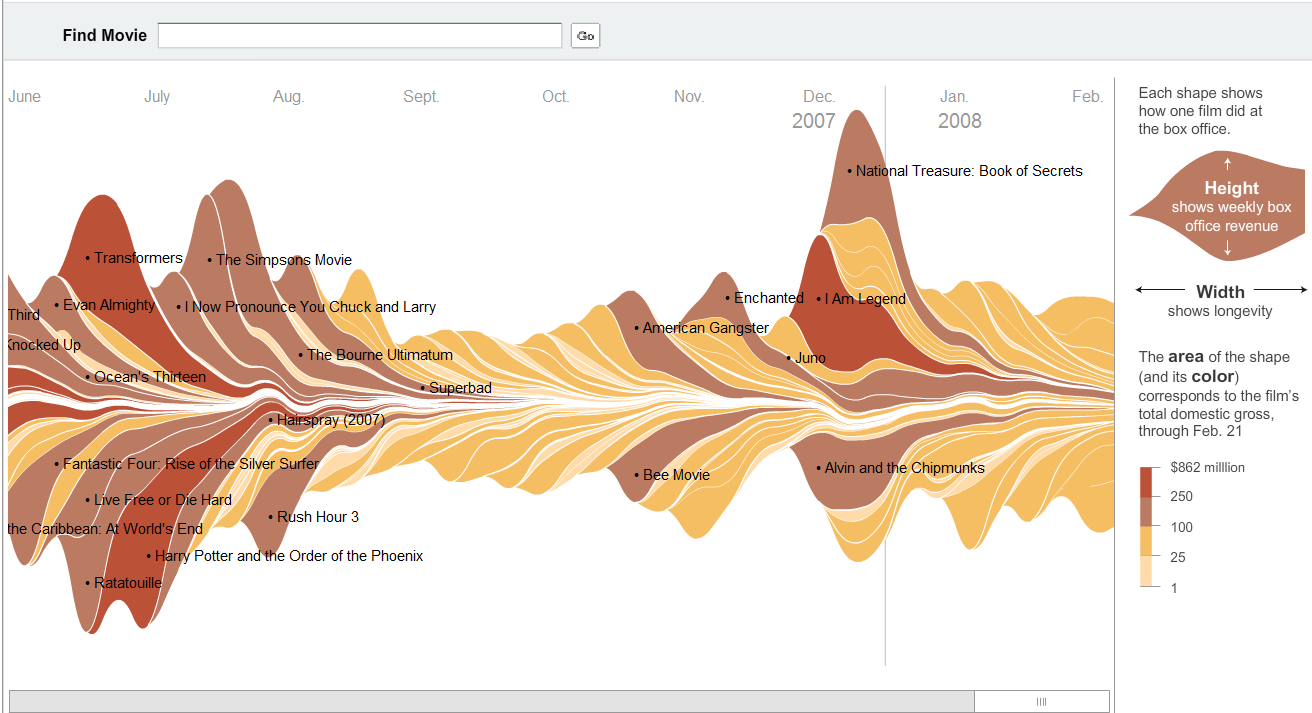 Find Movie
Go
June July Aug. Sept. Oct. Nov. Dec. Jan. Feb.
2007 2008
Each shape shows
how one film did at
the box office.
• National Treasure: Book of Secrets
Height
shows weekly box
office revenue
• Transformers
• The Simpsons Movie
Width
shows longevity
• Evan Almighty
• I Now Pronounce You Chuck and Larry
• Enchanted
• I Am Legend
Third
• American Gangster
Knocked Up
• The Bourne Ultimatum
• Juno
The area of the shape
(and its color)
corresponds to the film's
total domestic gross,
through Feb. 21
• Ocean's Thirteen
• Superbad
• Hairspray (2007)
• Fantastic Four: Rise of the Silver Surfer
• Bee Movie
• Alvin and the Chipmunks
$862 milllion
250
100
25
1
• Live Free or Die Hard
• Rush Hour 3
the Caribbean: At World's End
• Harry Potter and the Order of the Phoenix
• Ratatouille